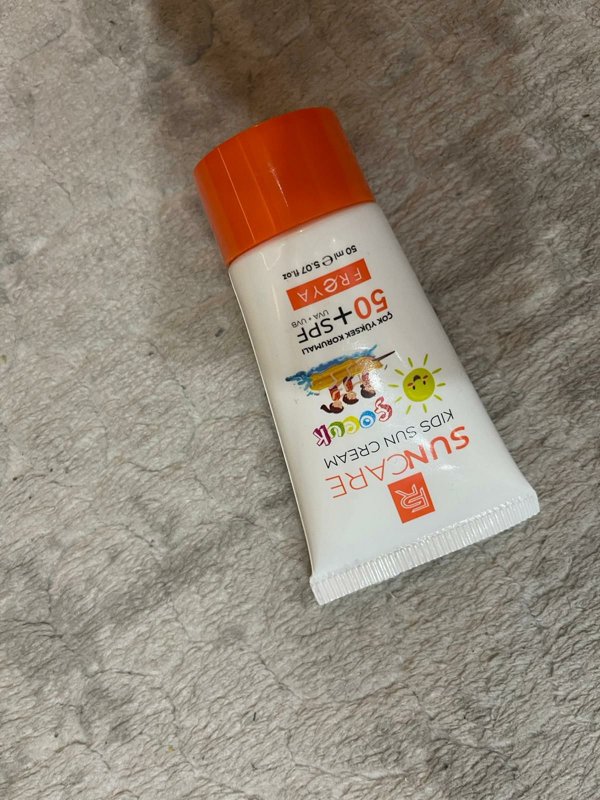 FR
SUNCARE
KIDS SUN CREAM
Çocuk
ÇOK YÜKSEK KORUMALI
50+SPF
UVA + UVB
FREYA
50 ml ℮ 5.07 fl.oz